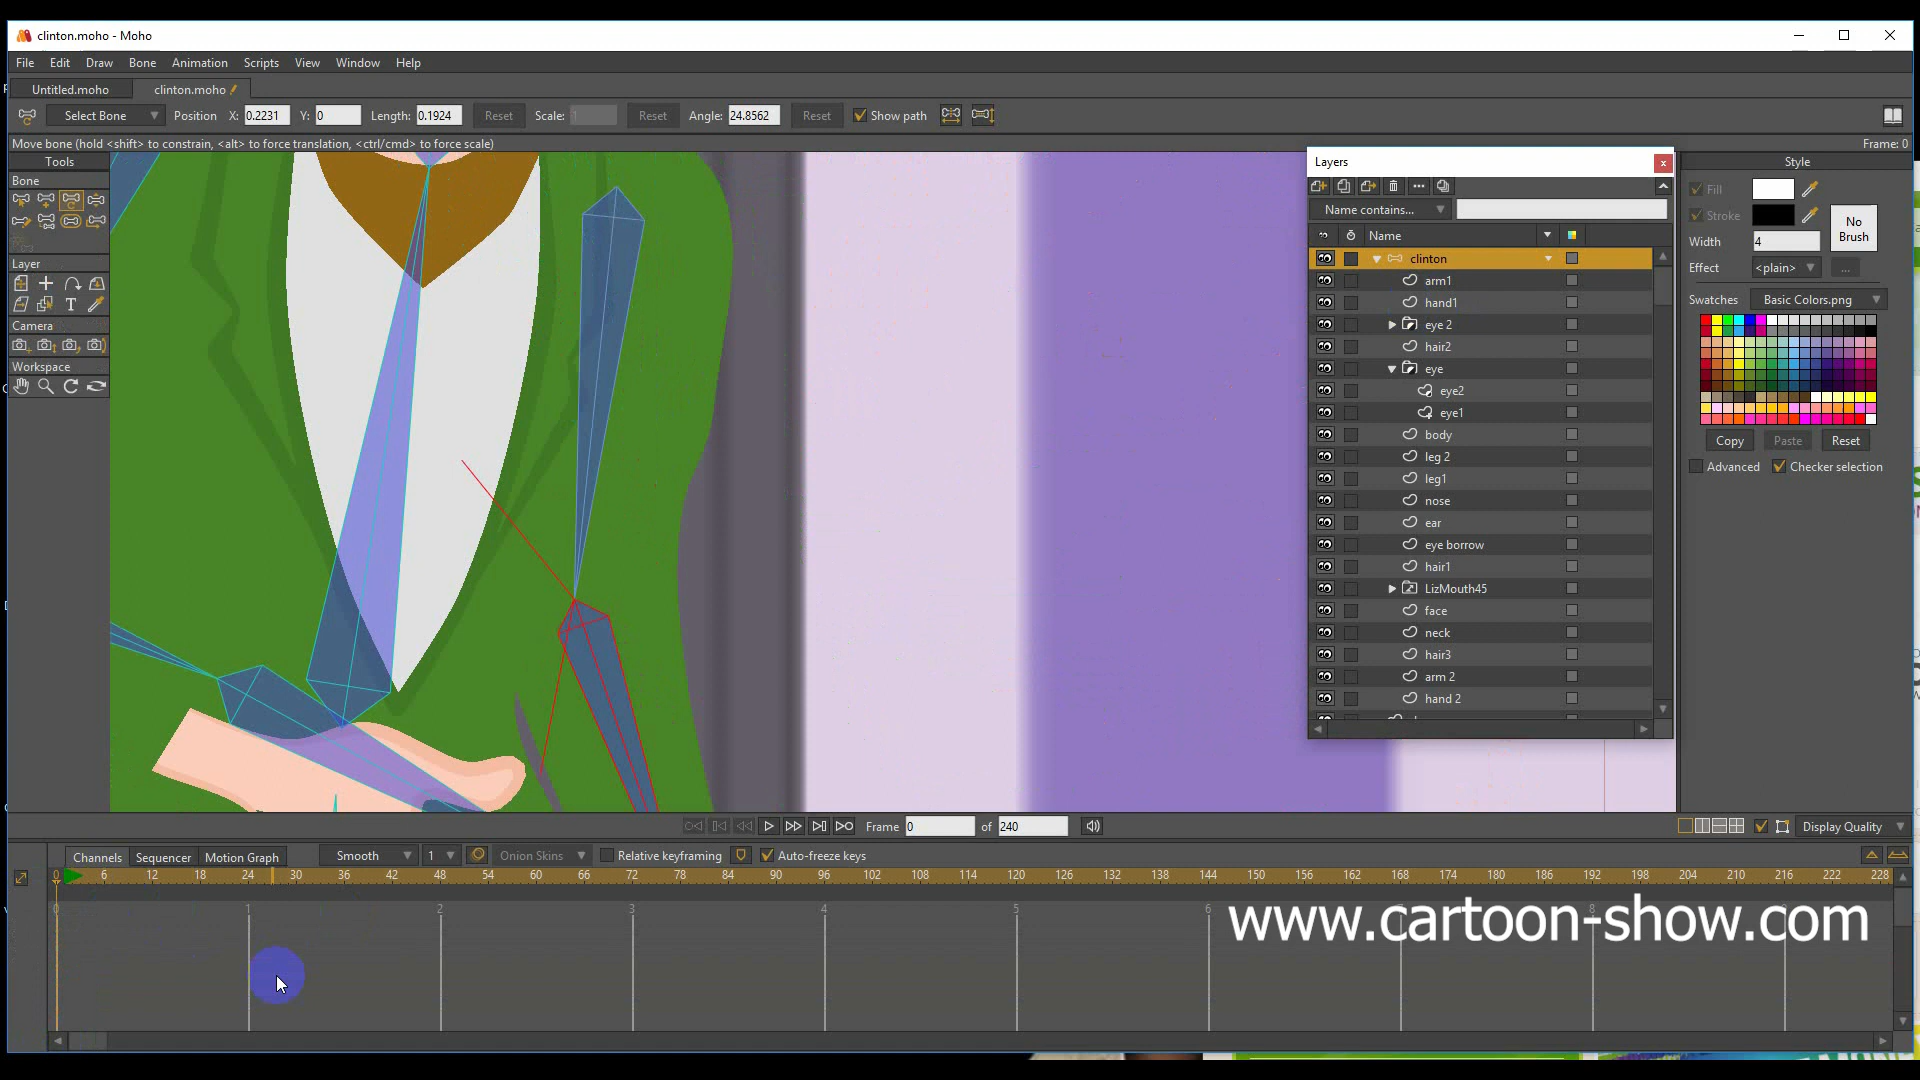 clinton.moho - Moho
File Edit Draw Bone Animation Scripts View Window Help
Untitled.moho clinton.moho
Select Bone Position X: 0.2231 Y: 0 Length: 0.1924 Reset Scale: 1 Reset Angle: 24.8562 Reset Show path
Move bone (hold <shift> to constrain, <alt> to force translation, <ctrl/cmd> to force scale) Frame: 0
Tools
Bone
Layer
T
Camera
Workspace
Layers
Name contains...
Name
clinton
arm1
hand1
eye 2
hair2
eye
eye2
eye1
body
leg 2
leg1
nose
ear
eye borrow
hair1
LizMouth45
face
neck
hair3
arm 2
hand 2
Style
Fill
Stroke
No Brush
Width 4
Effect <plain> ...
Swatches Basic Colors.png
Copy Paste Reset
Advanced Checker selection
Frame 0 of 240 Display Quality
Channels Sequencer Motion Graph Smooth 1 Onion Skins Relative keyframing Auto-freeze keys
0 6 12 18 24 30 36 42 48 54 60 66 72 78 84 90 96 102 108 114 120 126 132 138 144 150 156 162 168 174 180 186 192 198 204 210 216 222 228
0 1 2 3 4 5 6 8
www.cartoon-show.com